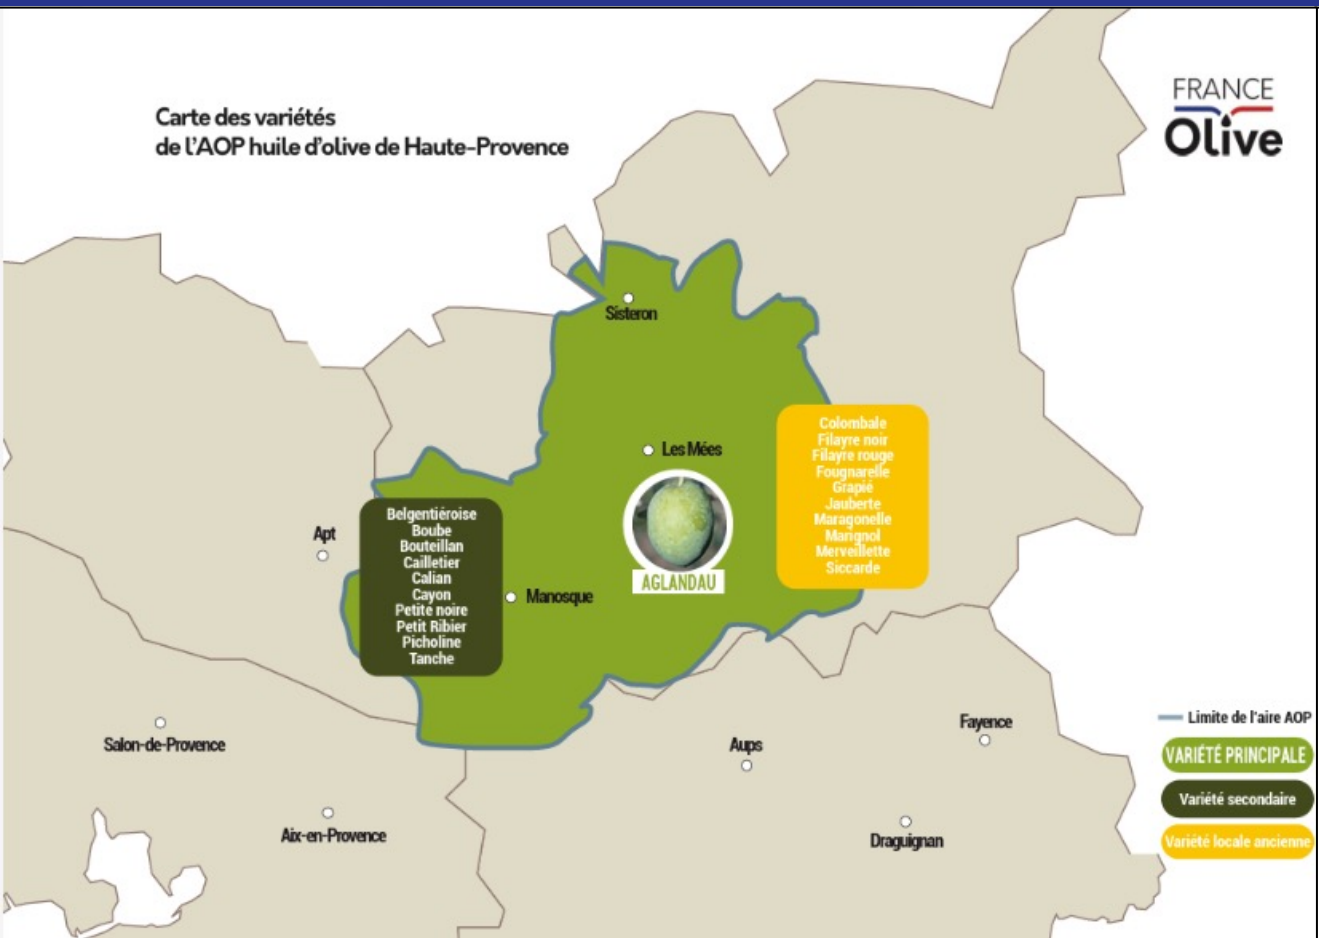 Carte des variétés
de l'AOP huile d'olive de Haute-Provence
FRANCE
Olive
Sisteron
Les Mées
Colombale
Filayre noir
Filayre rouge
Fougnarelle
Grapié
Jauberte
Maragonelle
Marignol
Merveillette
Siccarde
Apt
Belgentiéroise
Boube
Bouteillan
Cailletier
Calian
Cayon
Petite noire
Petit Ribier
Picholine
Tanche
Manosque
AGLANDAU
Salon-de-Provence
Aix-en-Provence
Aups
Fayence
Draguignan
Limite de l'aire AOP
VARIÉTÉ PRINCIPALE
Variété secondaire
Variété locale ancienne